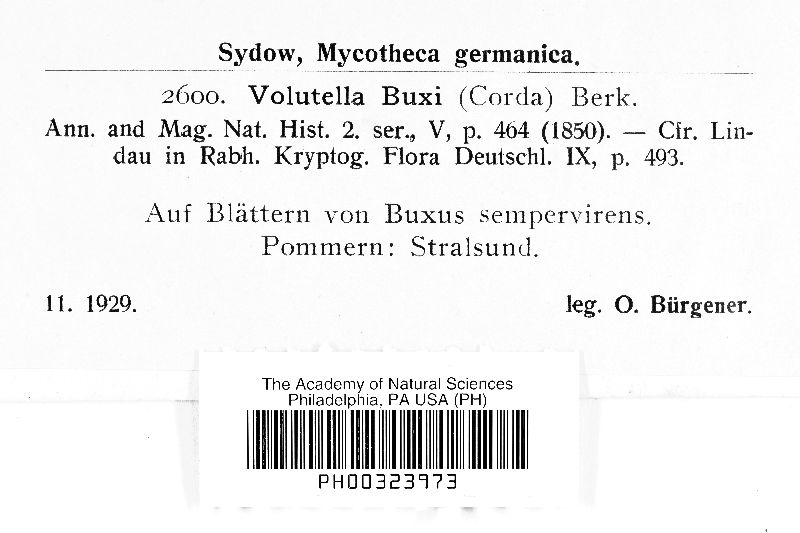 Sydow, Mycotheca germanica.
2600. Volutella Buxi (Corda) Berk.
Ann. and Mag. Nat. Hist. 2. ser., V, p. 464 (1850). — Cfr. Lin-
dau in Rabh. Kryptog. Flora Deutschl. IX, p. 493.
Auf Blättern von Buxus sempervirens.
Pommern: Stralsund.
11. 1929. leg. O. Bürgener.
The Academy of Natural Sciences
Philadelphia, PA USA (PH)
PH00323973